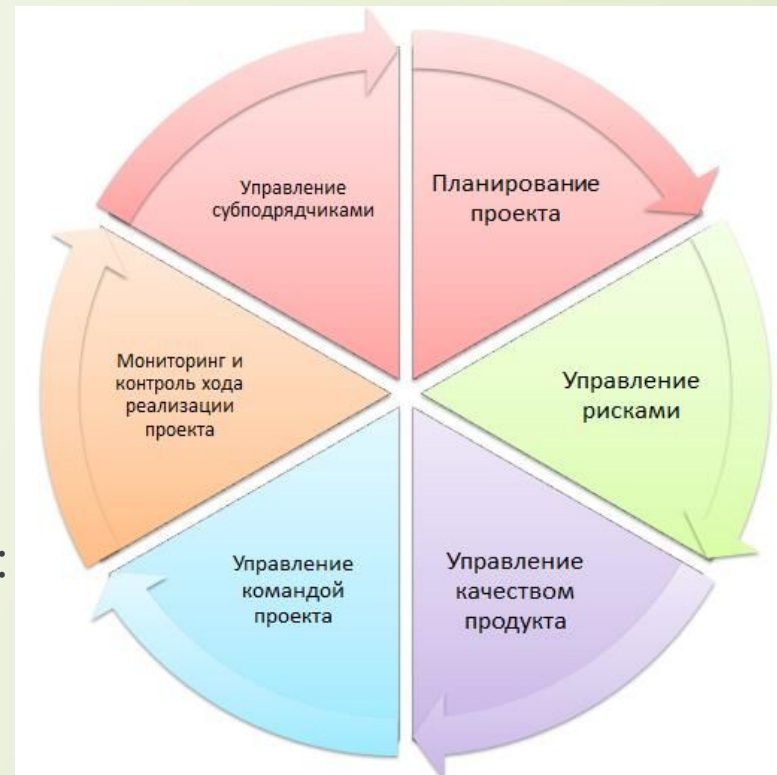 Управление
субподрядчиками
Планирование
проекта
Мониторинг и
контроль хода
реализации
проекта
Управление
рисками
:
Управление
командой
проекта
Управление
качеством
продукта